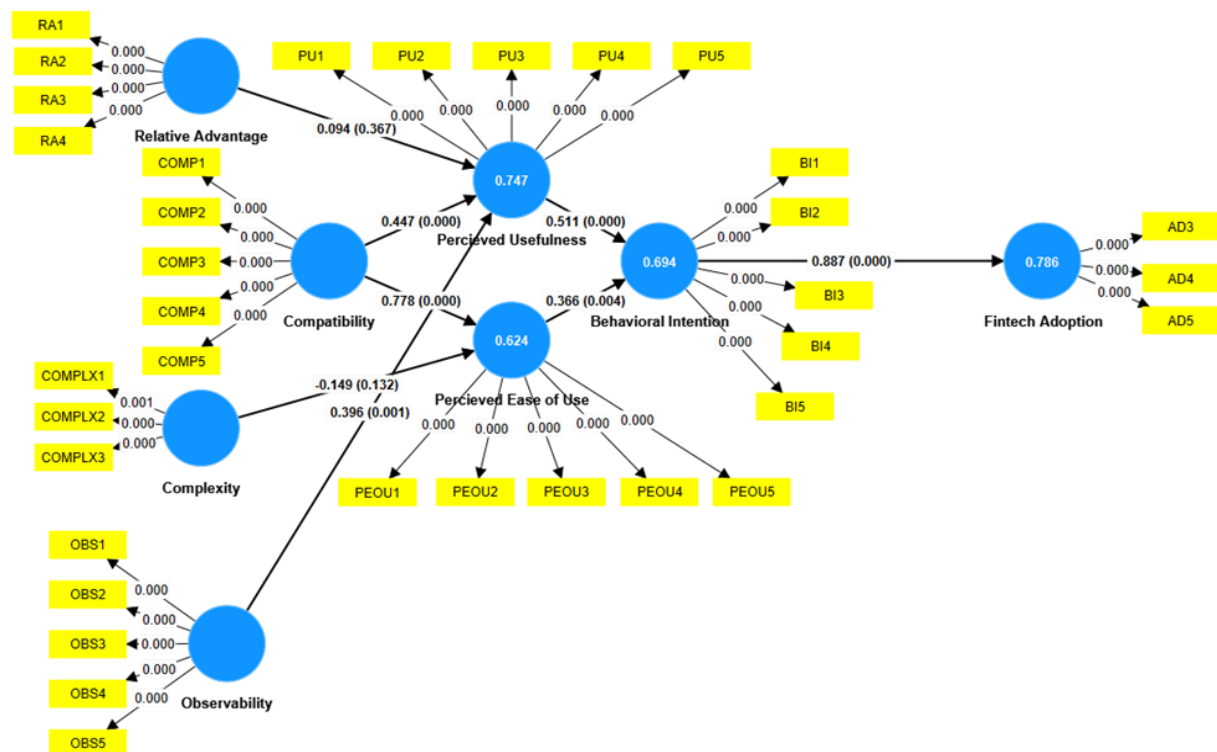 RA1
0.000
RA2
0.000
RA3
0.000
RA4
0.000
Relative Advantage
0.094 (0.367)
PU1
PU2
PU3
PU4
PU5
0.000
0.000
0.000
0.000
0.000
0.747
Percieved Usefulness
COMP1
0.000
COMP2
0.000
COMP3
0.000
COMP4
0.000
COMP5
0.000
Compatibility
0.447 (0.000)
0.778 (0.000)
0.511 (0.000)
0.366 (0.004)
0.694
Behavioral Intention
BI1
0.000
BI2
0.000
BI3
0.000
BI4
0.000
BI5
0.000
0.887 (0.000)
0.786
Fintech Adoption
AD3
0.000
AD4
0.000
AD5
0.000
0.624
Percieved Ease of Use
COMPLX1
0.001
COMPLX2
0.000
COMPLX3
0.000
Complexity
-0.149 (0.132)
0.396 (0.001)
0.000
0.000
0.000
0.000
0.000
PEOU1
PEOU2
PEOU3
PEOU4
PEOU5
OBS1
0.000
OBS2
0.000
OBS3
0.000
OBS4
0.000
OBS5
0.000
Observability